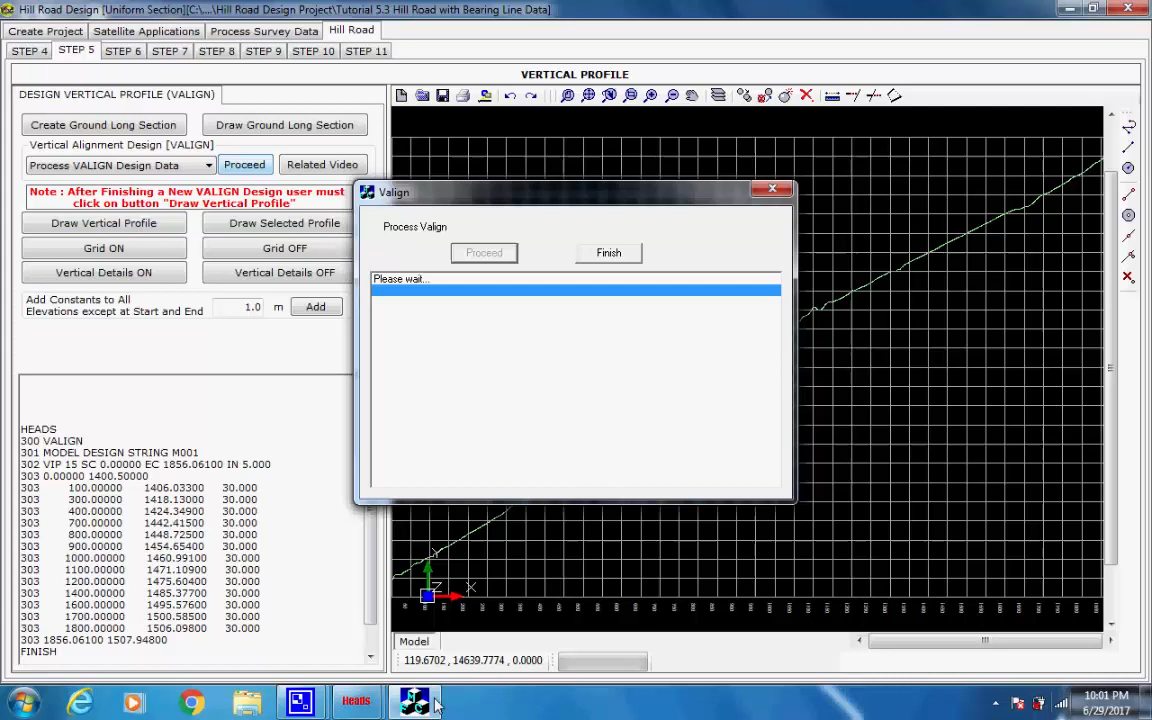 Hill Road Design [Uniform Section][C:\...\Hill Road Design Project\Tutorial 5.3 Hill Road with Bearing Line Data]
Create Project
Satellite Applications
Process Survey Data
Hill Road
STEP 4
STEP 5
STEP 6
STEP 7
STEP 8
STEP 9
STEP 10
STEP 11
VERTICAL PROFILE
DESIGN VERTICAL PROFILE (VALIGN)
Create Ground Long Section
Draw Ground Long Section
Vertical Alignment Design [VALIGN]
Process VALIGN Design Data
Proceed
Related Video
Note : After Finishing a New VALIGN Design user must
click on button "Draw Vertical Profile"
Draw Vertical Profile
Draw Selected Profile
Grid ON
Grid OFF
Vertical Details ON
Vertical Details OFF
Add Constants to All
Elevations except at Start and End
1.0 m
Add
Valign
Process Valign
Proceed
Finish
Please wait...
HEADS
300 VALIGN
301 MODEL DESIGN STRING M001
302 VIP 15 SC 0.00000 EC 1856.06100 IN 5.000
303 0.00000 1400.50000
303 100.00000 1406.03300 30.000
303 300.00000 1418.13000 30.000
303 400.00000 1424.34900 30.000
303 700.00000 1442.41500 30.000
303 800.00000 1448.72500 30.000
303 900.00000 1454.65400 30.000
303 1000.00000 1460.99100 30.000
303 1100.00000 1471.10900 30.000
303 1200.00000 1475.60400 30.000
303 1400.00000 1485.37700 30.000
303 1600.00000 1495.57600 30.000
303 1700.00000 1500.58500 30.000
303 1800.00000 1506.09800 30.000
303 1856.06100 1507.94800
FINISH
Y
Z
X
Model
119.6702 , 14639.7774 , 0.0000
Heads
10:01 PM
6/29/2017